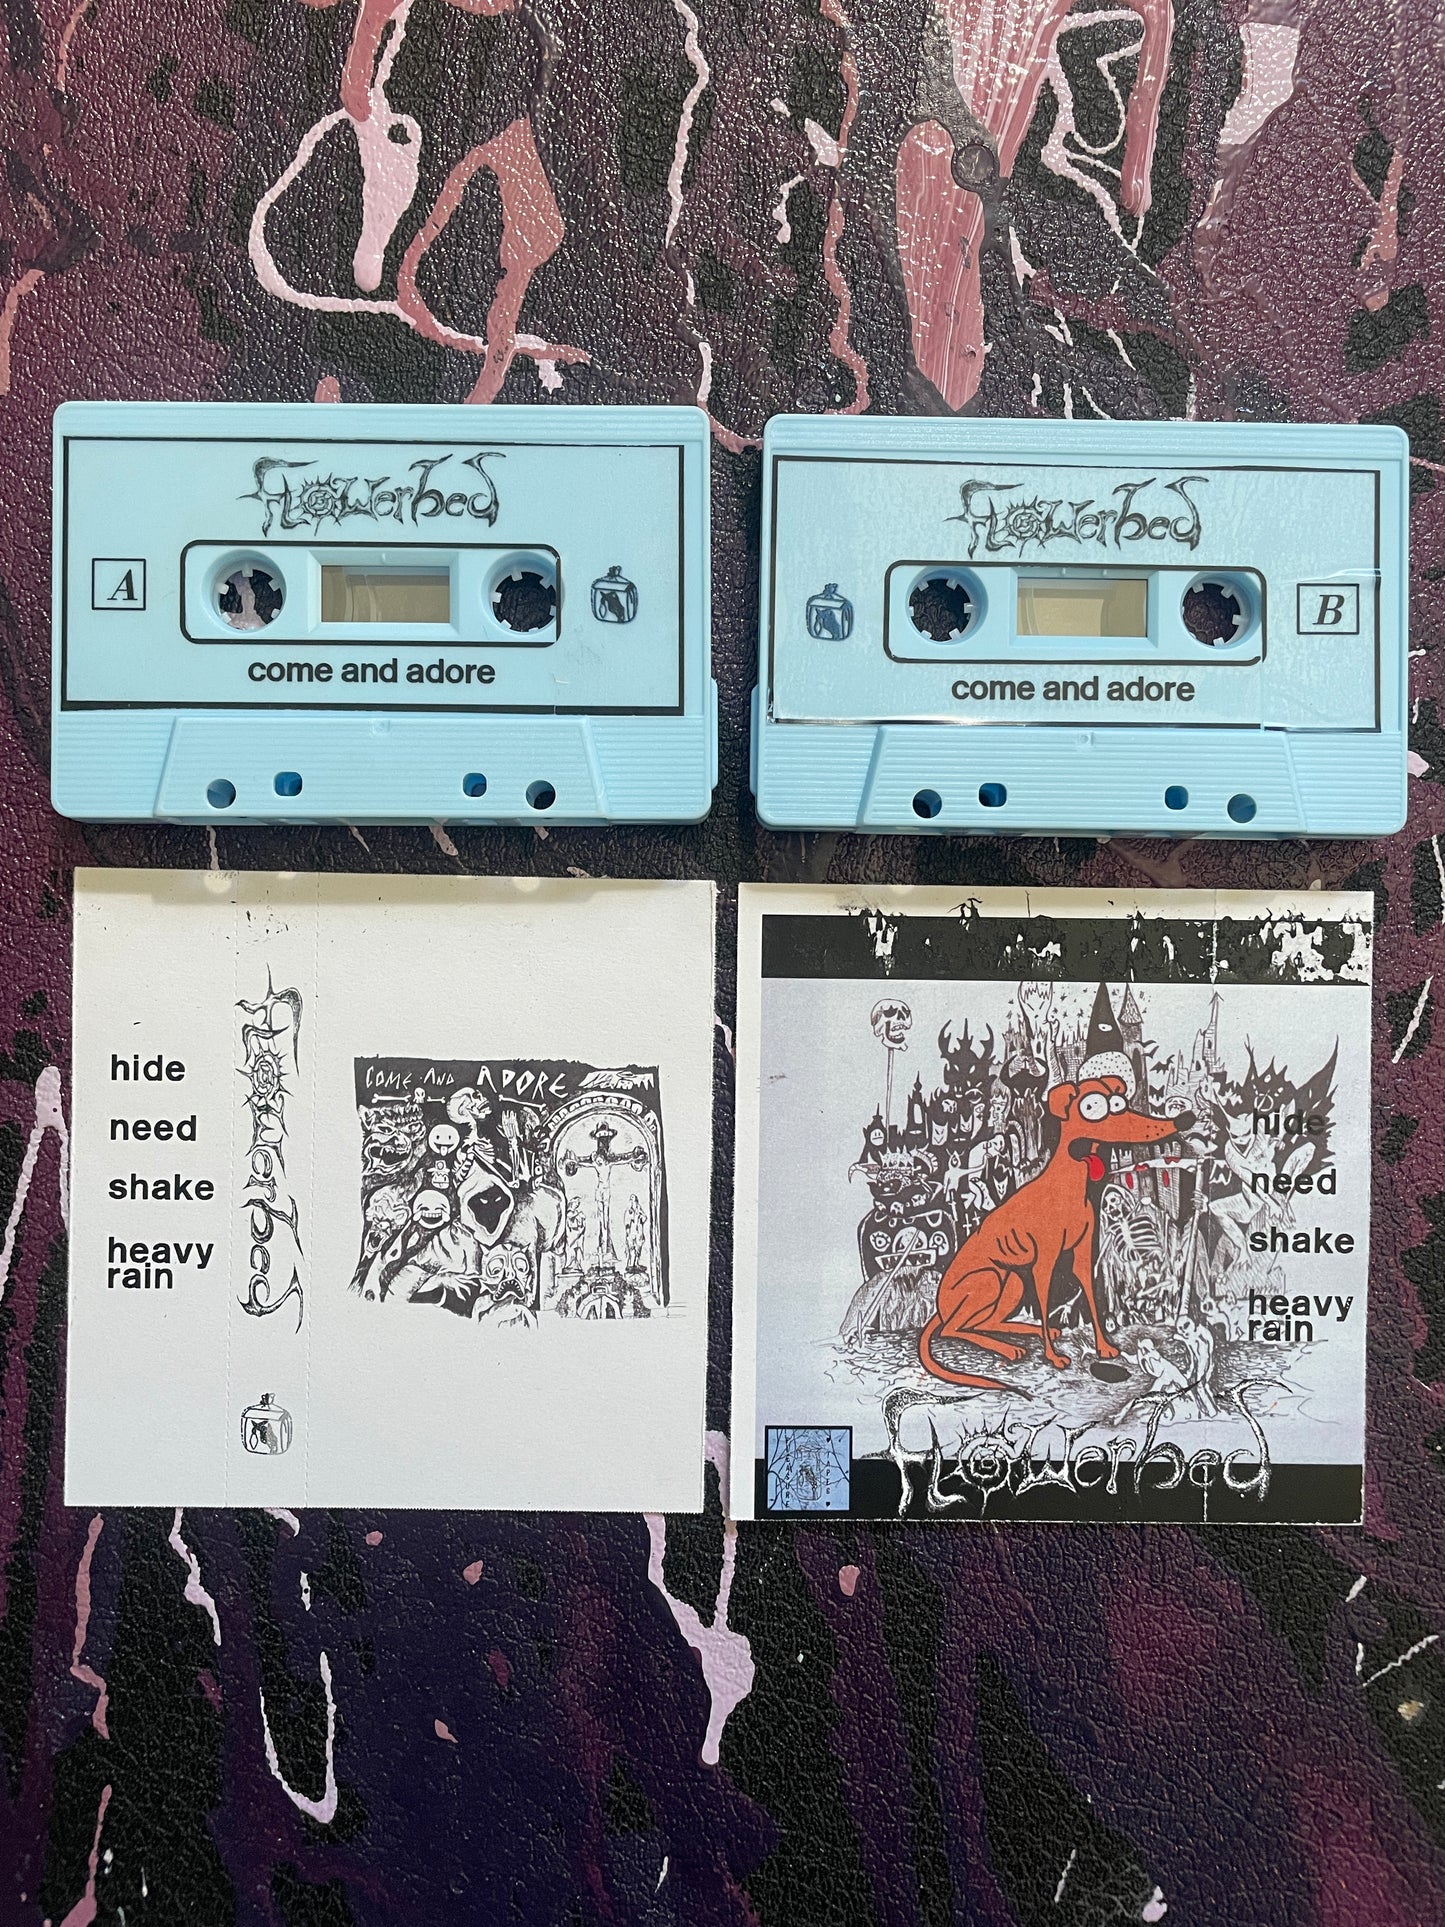 Flowerbed
A
come and adore
Flowerbed
B
come and adore
hide
need
shake
heavy
rain
Flowerbed
COME AND ADORE
hide
need
shake
heavy
rain
Flowerbed